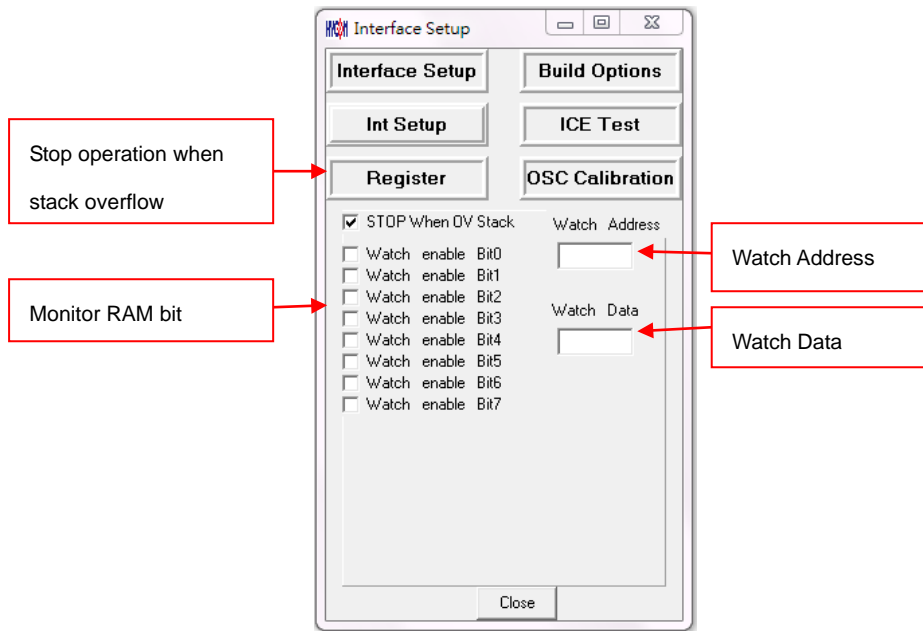 Interface Setup
Interface Setup
Build Options
Int Setup
ICE Test
Register
OSC Calibration
Stop operation when
stack overflow
STOP When OV Stack
Watch Address
Watch enable Bit0
Watch enable Bit1
Watch enable Bit2
Watch enable Bit3
Watch enable Bit4
Watch enable Bit5
Watch enable Bit6
Watch enable Bit7
Watch Data
Monitor RAM bit
Watch Address
Watch Data
Close